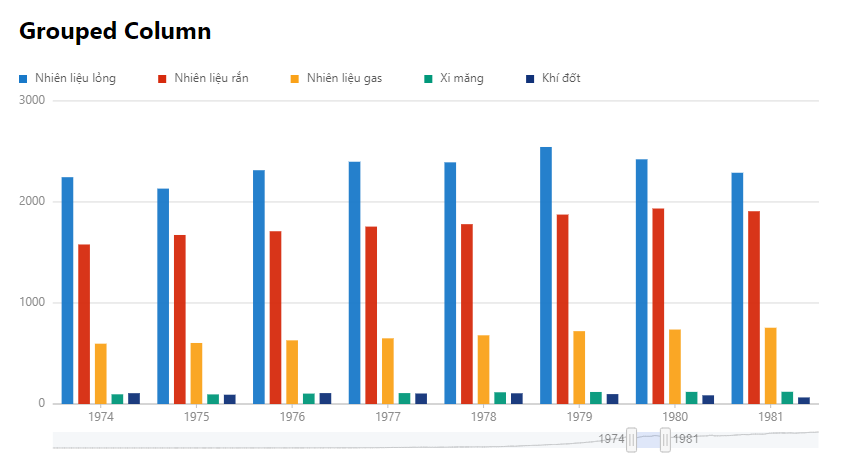 Grouped Column
Nhiên liệu lỏng Nhiên liệu rắn Nhiên liệu gas Xi măng Khí đốt
3000
2000
1000
0
1974 1975 1976 1977 1978 1979 1980 1981
1974 1981